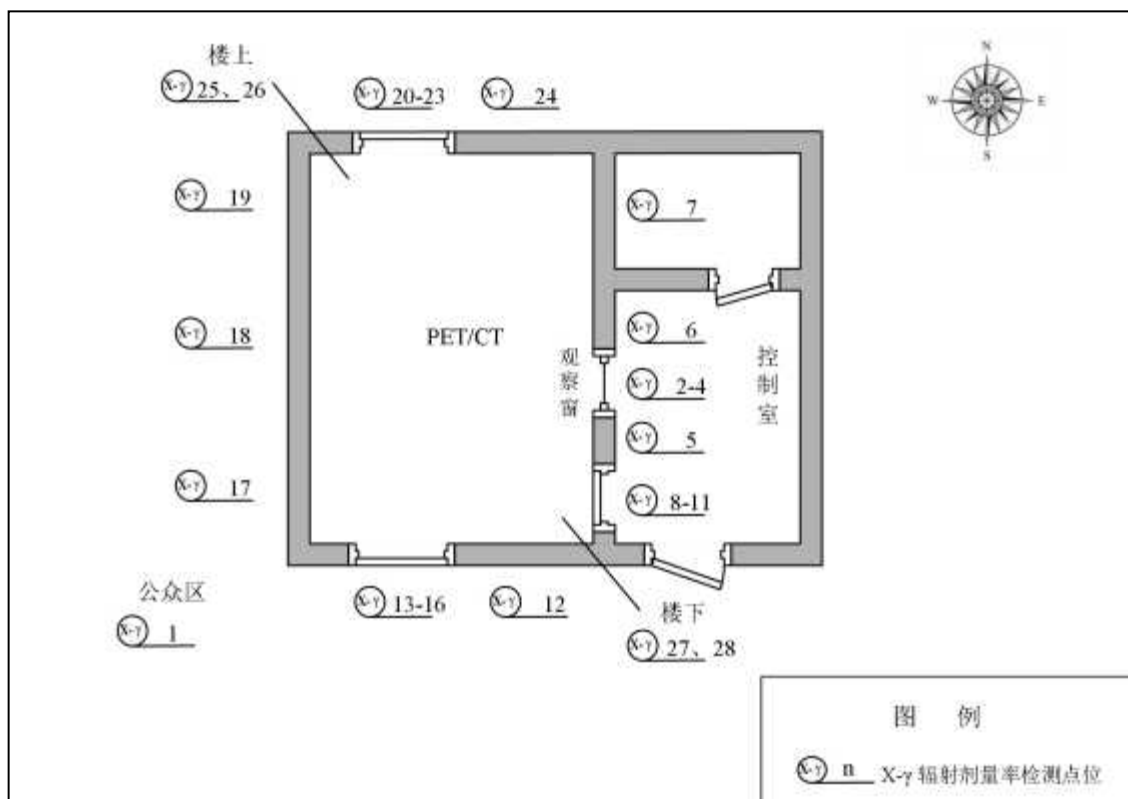 楼上
X-γ 25、26
X-γ 20-23
X-γ 24
N
W
E
S
X-γ 19
X-γ 7
X-γ 18
PET/CT
观察窗
X-γ 6
X-γ 2-4
控制室
X-γ 5
X-γ 17
X-γ 8-11
公众区
X-γ 1
X-γ 13-16
X-γ 12
楼下
X-γ 27、28
图 例
X-γ n X-γ 辐射剂量率检测点位